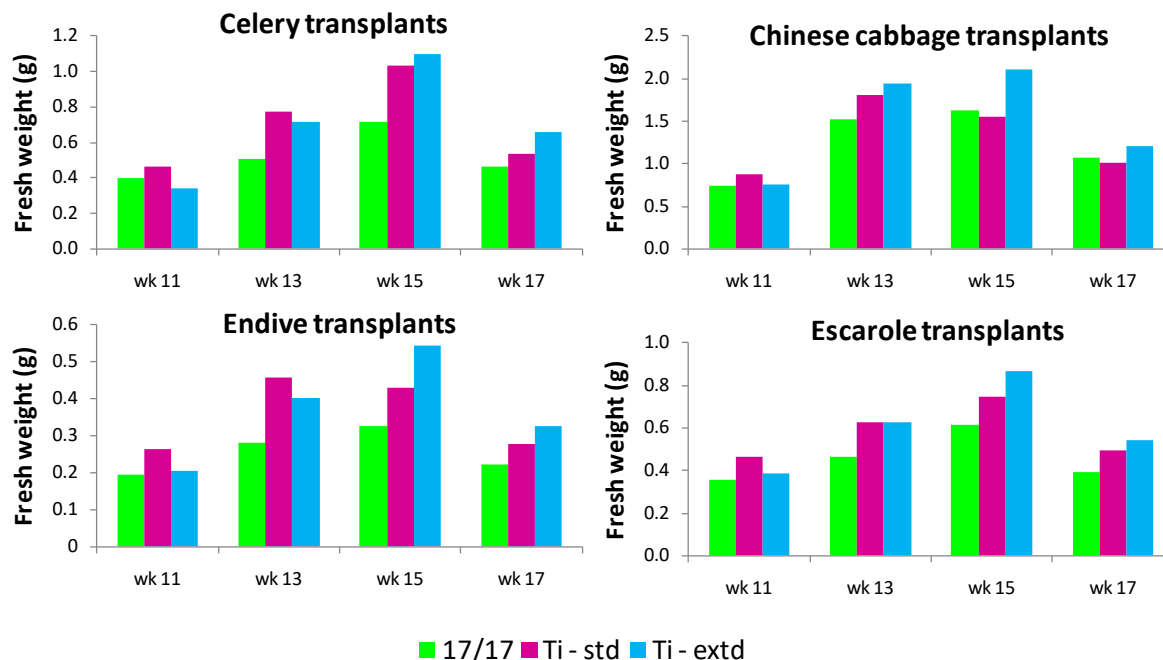 Celery transplants
Fresh weight (g)
1.2
1.0
0.8
0.6
0.4
0.2
0.0
wk 11 wk 13 wk 15 wk 17
Chinese cabbage transplants
Fresh weight (g)
2.5
2.0
1.5
1.0
0.5
0.0
wk 11 wk 13 wk 15 wk 17
Endive transplants
Fresh weight (g)
0.6
0.5
0.4
0.3
0.2
0.1
0
wk 11 wk 13 wk 15 wk 17
Escarole transplants
Fresh weight (g)
1.0
0.8
0.6
0.4
0.2
0.0
wk 11 wk 13 wk 15 wk 17
17/17 Ti - std Ti - extd